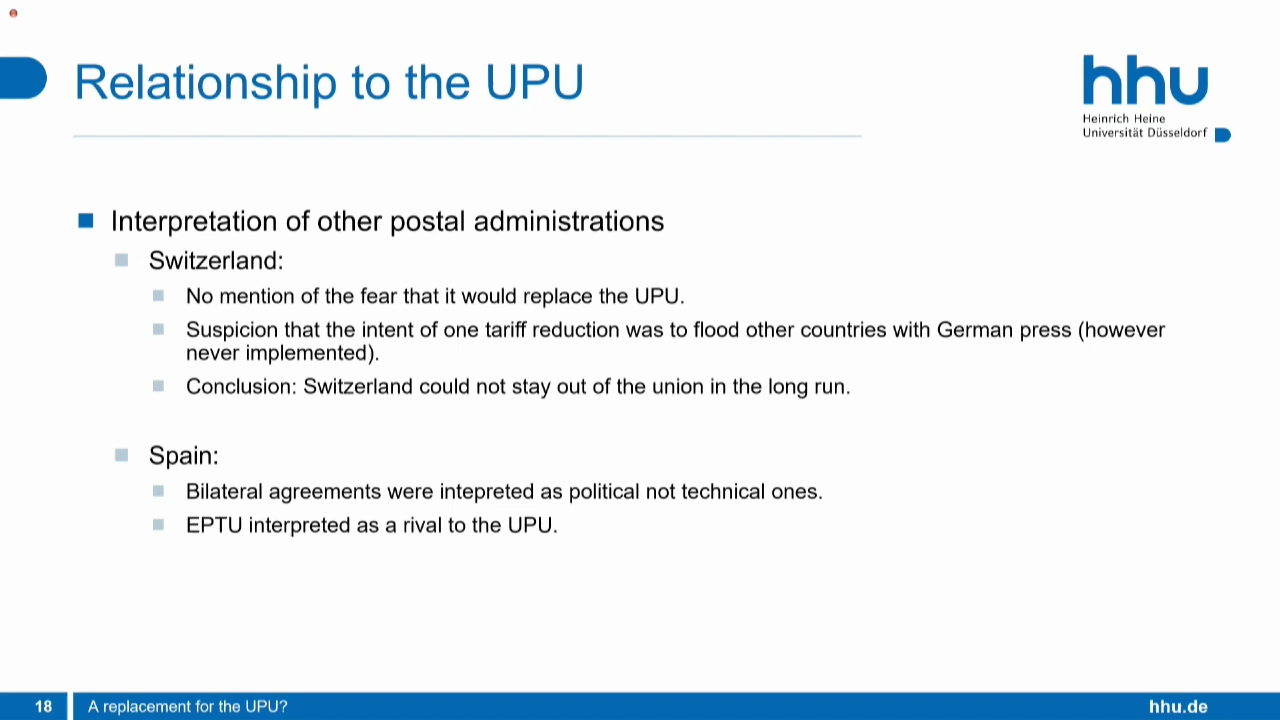 Relationship to the UPU
hhu
Heinrich Heine
Universität Düsseldorf
Interpretation of other postal administrations
Switzerland:
No mention of the fear that it would replace the UPU.
Suspicion that the intent of one tariff reduction was to flood other countries with German press (however
never implemented).
Conclusion: Switzerland could not stay out of the union in the long run.
Spain:
Bilateral agreements were intepreted as political not technical ones.
EPTU interpreted as a rival to the UPU.
18
A replacement for the UPU?
hhu.de